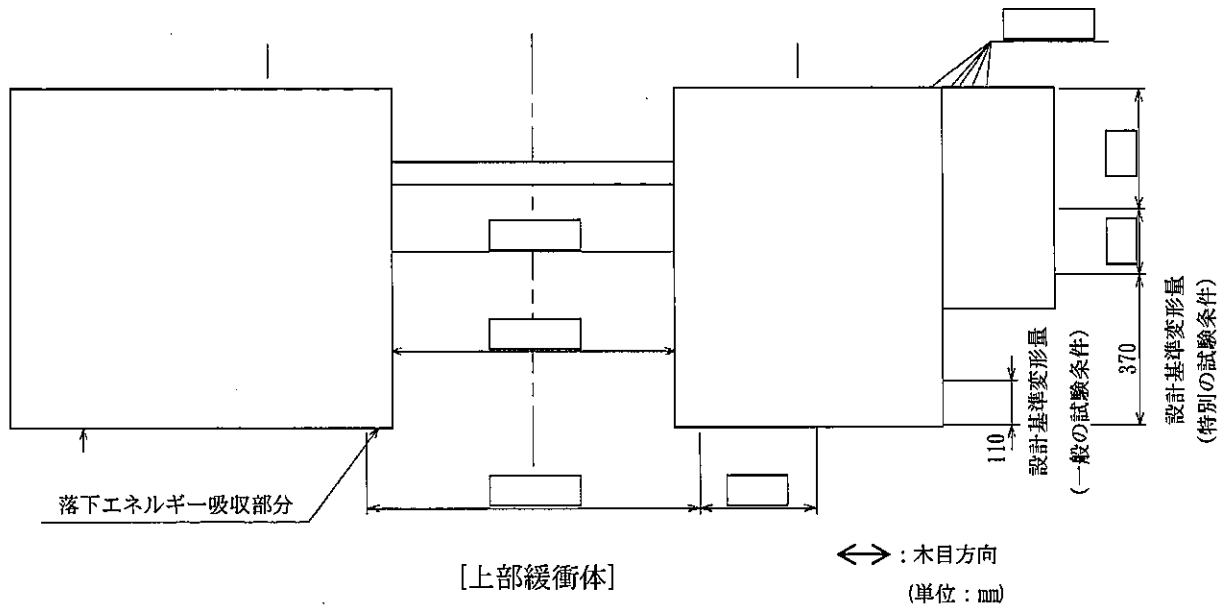 370
設計基準変形量
(特別の試験条件)
110
設計基準変形量
(一般の試験条件)
落下エネルギー吸収部分
[上部緩衝体]
：木目方向
(単位：mm)